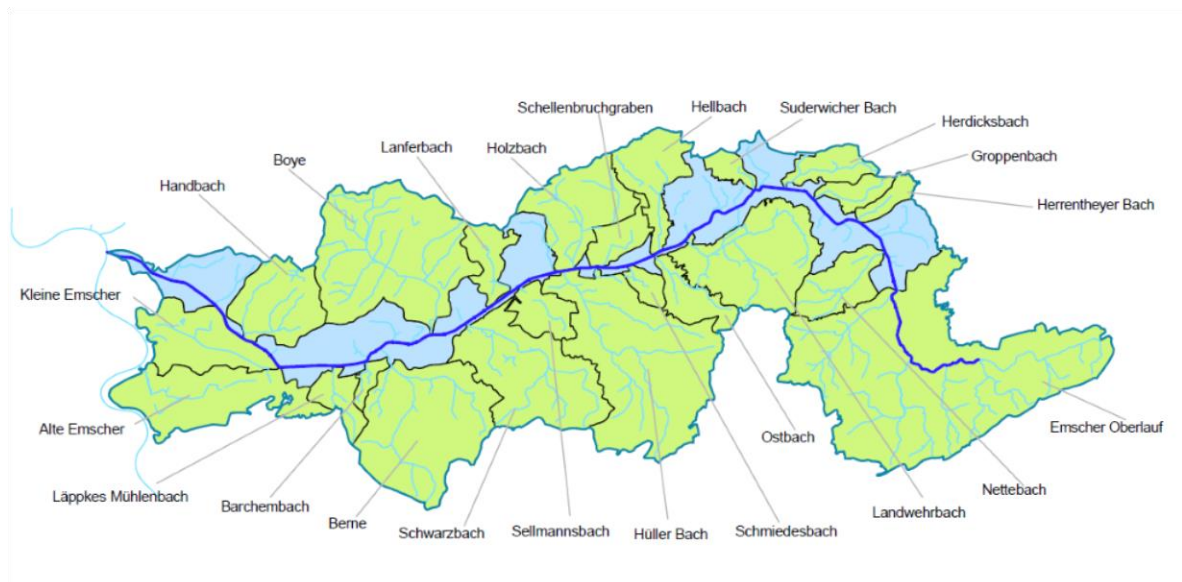 Schellenbruchgraben
Hellbach
Suderwicher Bach
Herdicksbach
Lanferbach
Holzbach
Boye
Groppenbach
Handbach
Herrentheyer Bach
Kleine Emscher
Alte Emscher
Emscher Oberlauf
Ostbach
Läppkes Mühlenbach
Nettebach
Barchembach
Landwehrbach
Berne
Schwarzbach
Sellmannsbach
Hüller Bach
Schmiedesbach